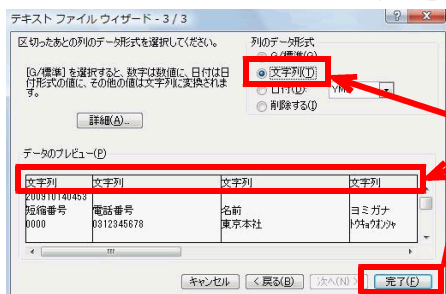 テキスト ファイル ウィザード - 3 / 3
区切ったあとの列のデータ形式を選択してください。
列のデータ形式
G/標準(G)
[G/標準] を選択すると、数字は数値に、日付は日
文字列(T)
付形式の値に、その他の値は文字列に変換されま
日付(D): YM
す。
削除する(I)
詳細(A)...
データのプレビュー(P)
文字列 文字列 文字列 文字列
200810140453
短縮番号 電話番号 名前 ヨミガナ
0000 0312345678 東京本社 トウキョウホンシャ
キャンセル < 戻る(B) 次へ(N) > 完了(F)